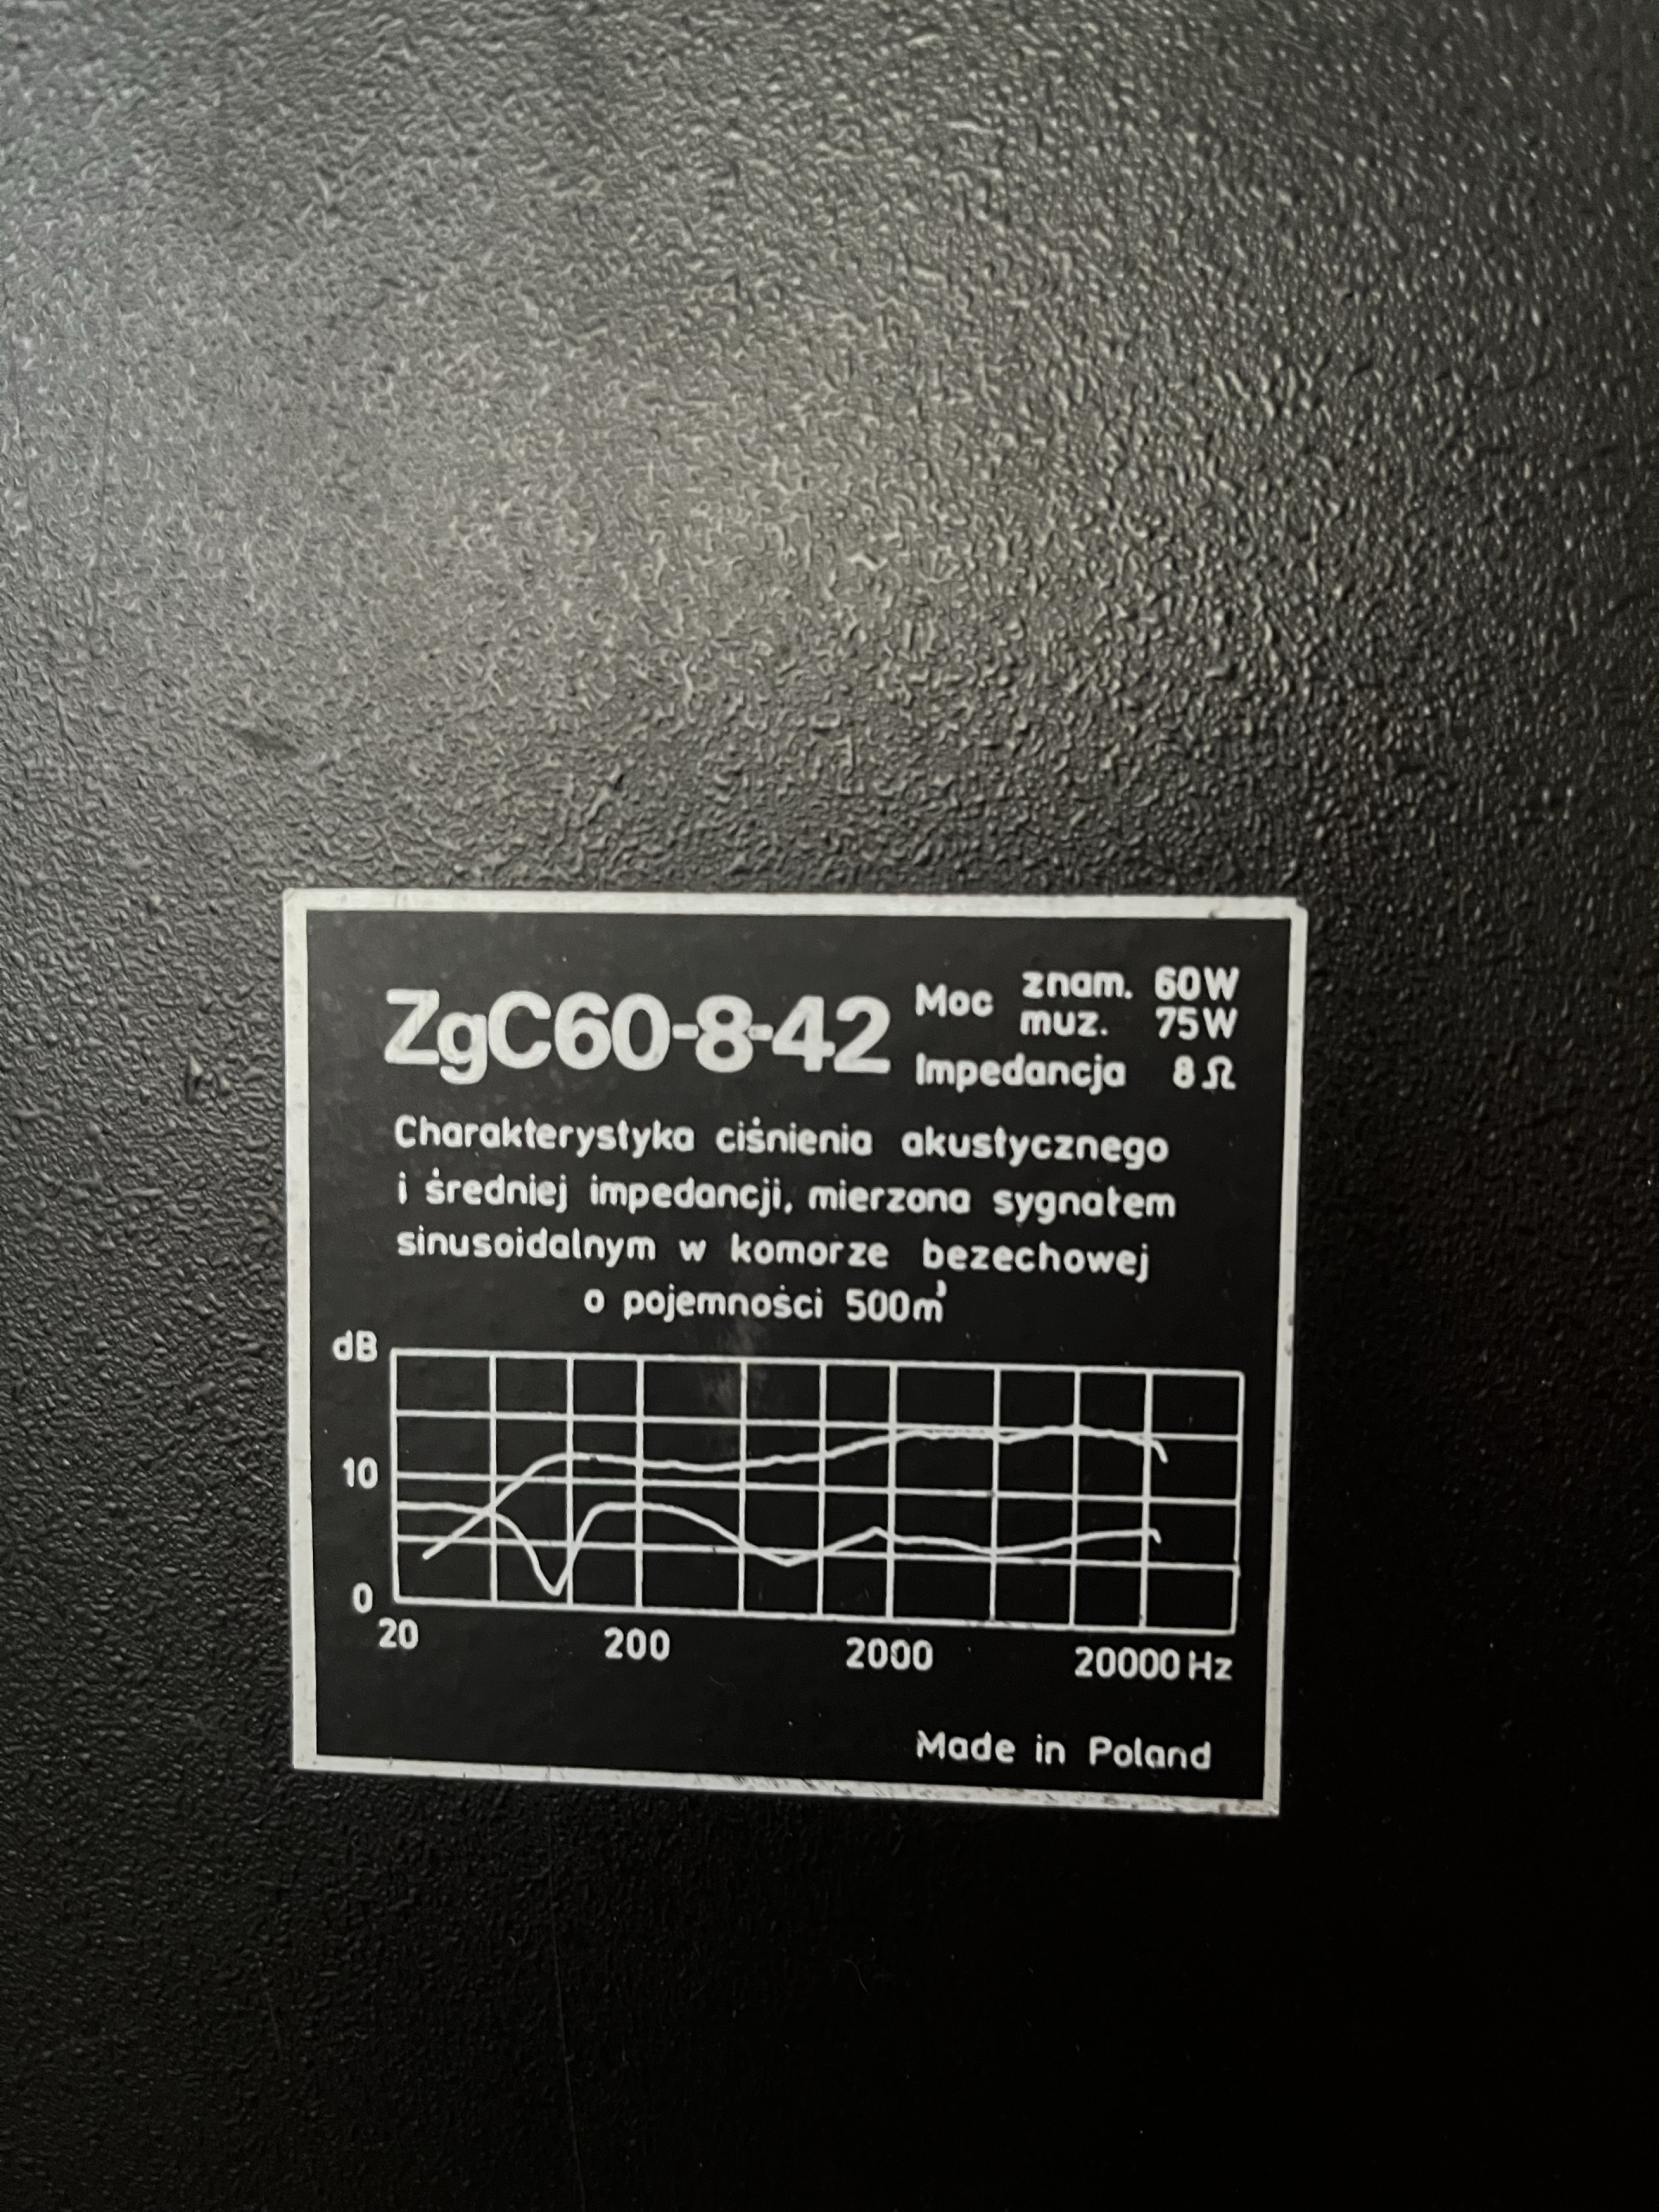 ZgC60-8-42
Moc znam. 60W
muz. 75W
Impedancja 8Ω
Charakterystyka ciśnienia akustycznego
i średniej impedancji, mierzona sygnałem
sinusoidalnym w komorze bezechowej
o pojemności 500m³
dB
10
0
20 200 2000 20000 Hz
Made in Poland